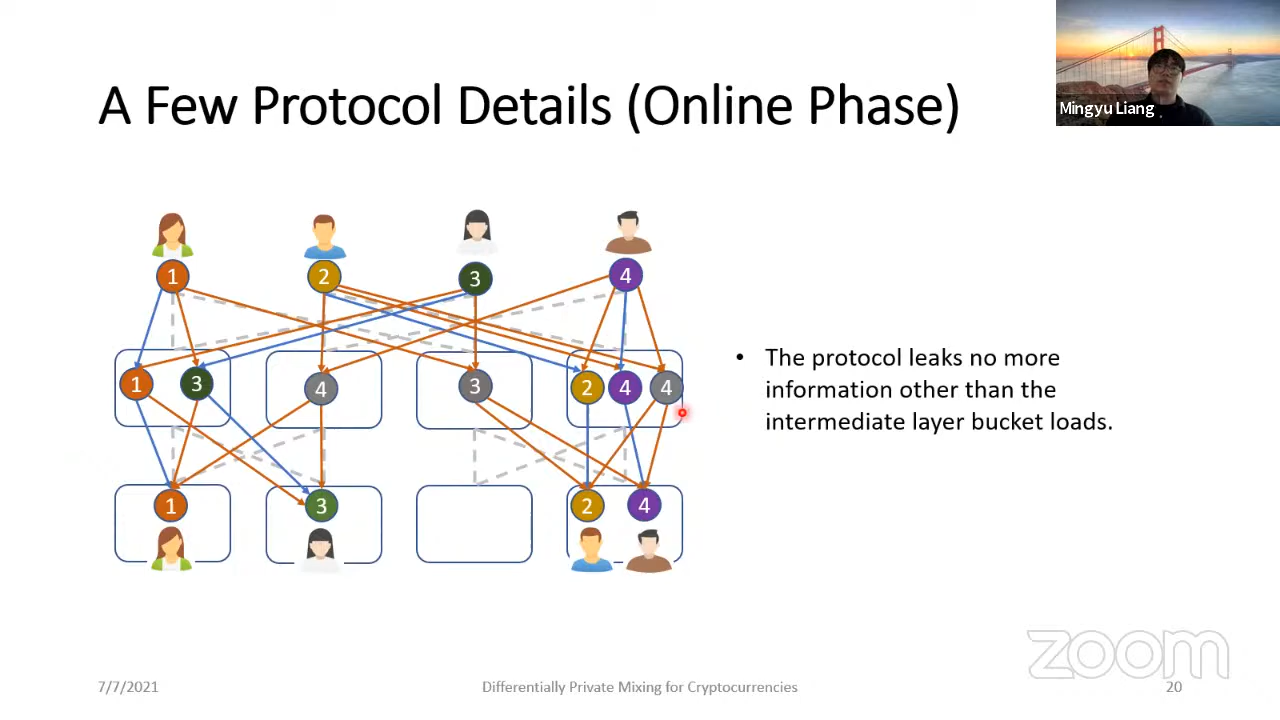 Mingyu Liang
A Few Protocol Details (Online Phase)
1 2 3 4
1 3 4 3 2 4 4
1 3 2 4
• The protocol leaks no more
information other than the
intermediate layer bucket loads.
zoom
7/7/2021 Differentially Private Mixing for Cryptocurrencies 20